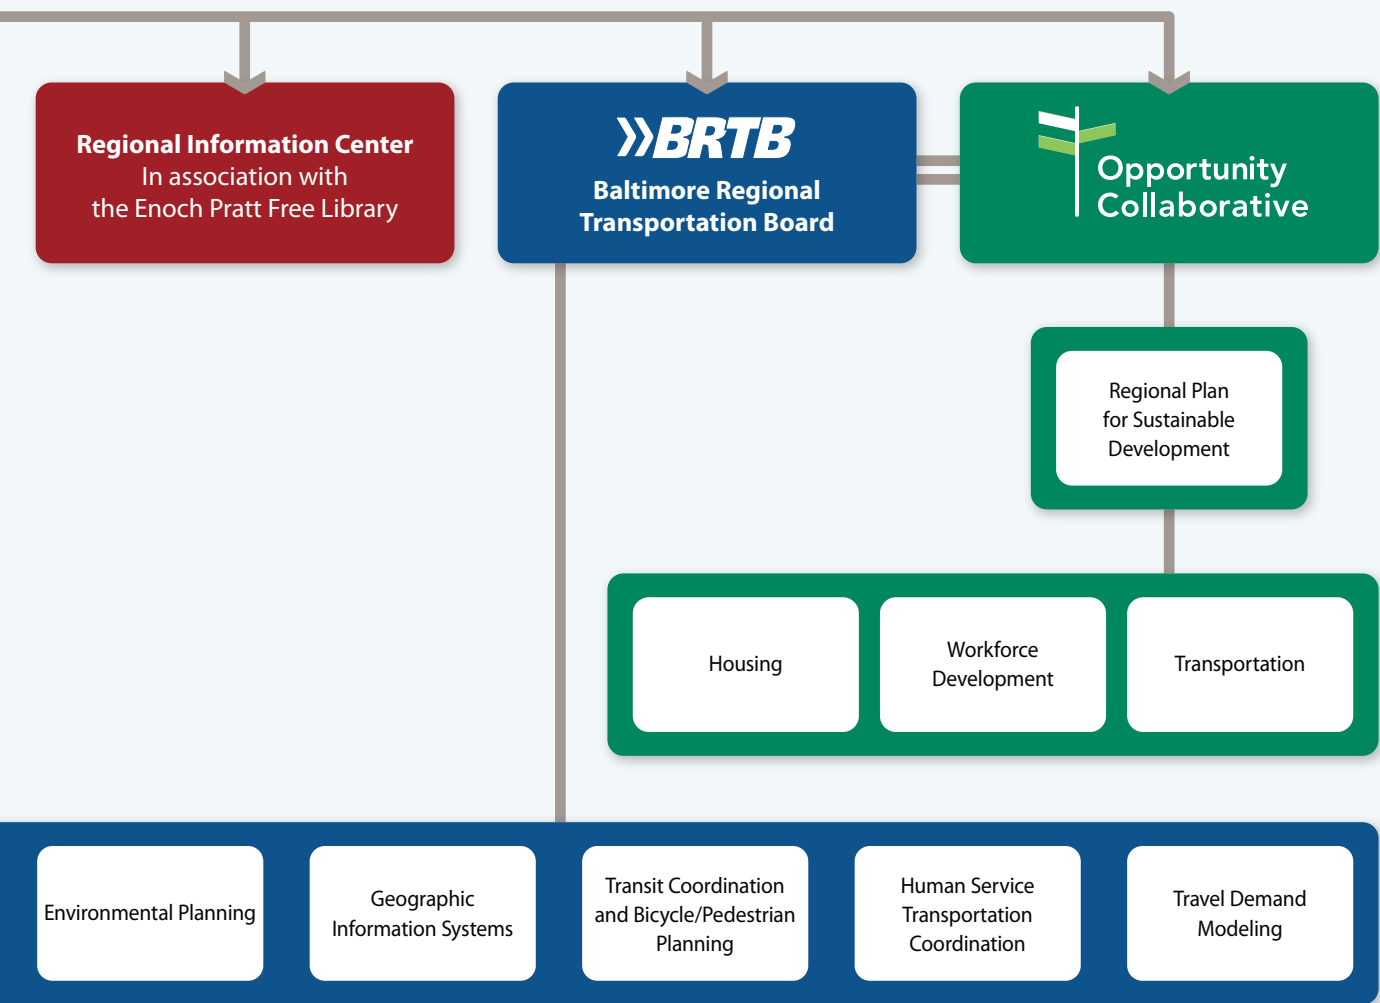 Regional Information Center
In association with
the Enoch Pratt Free Library
BRTB
Baltimore Regional
Transportation Board
Opportunity
Collaborative
Regional Plan
for Sustainable
Development
Housing
Workforce
Development
Transportation
Environmental Planning
Geographic
Information Systems
Transit Coordination
and Bicycle/Pedestrian
Planning
Human Service
Transportation
Coordination
Travel Demand
Modeling